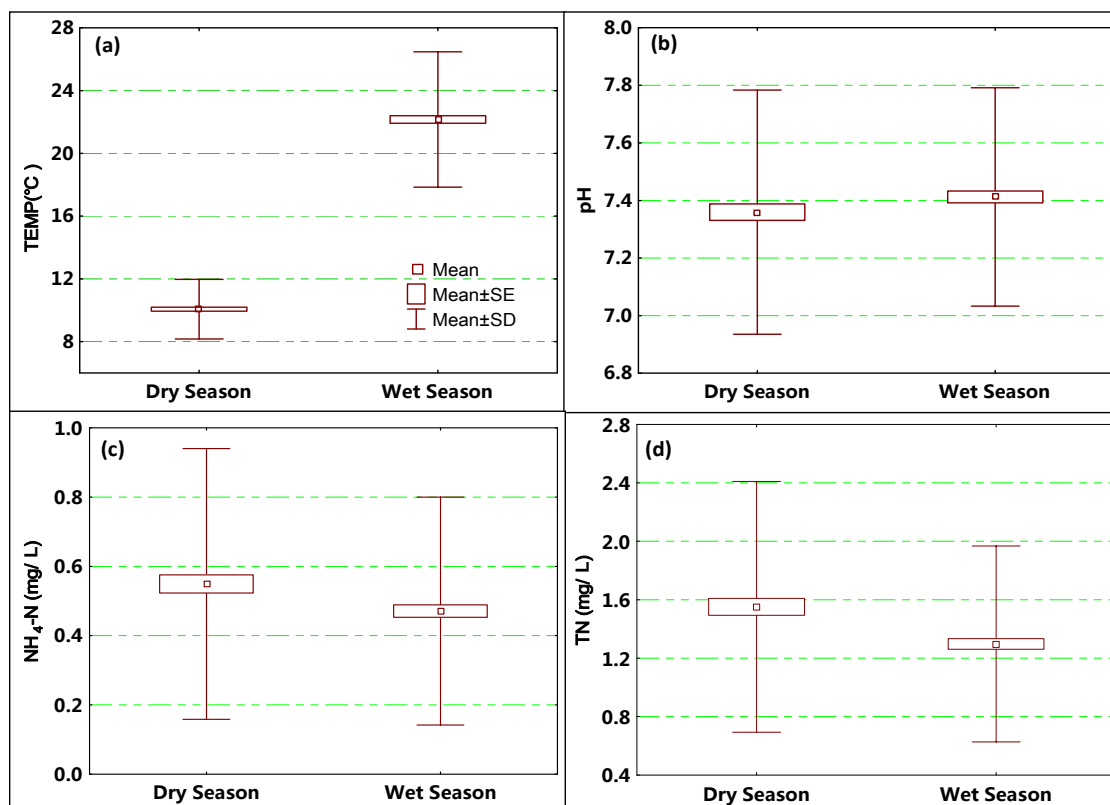 (a)
28
24
20
16
12
8
TEMP(℃)
Mean
Mean±SE
Mean±SD
Dry Season Wet Season
(b)
8.0
7.8
7.6
7.4
7.2
7.0
6.8
pH
Dry Season Wet Season
(c)
1.0
0.8
0.6
0.4
0.2
0.0
NH₄-N (mg/ L)
Dry Season Wet Season
(d)
2.8
2.4
2.0
1.6
1.2
0.8
0.4
TN (mg/ L)
Dry Season Wet Season